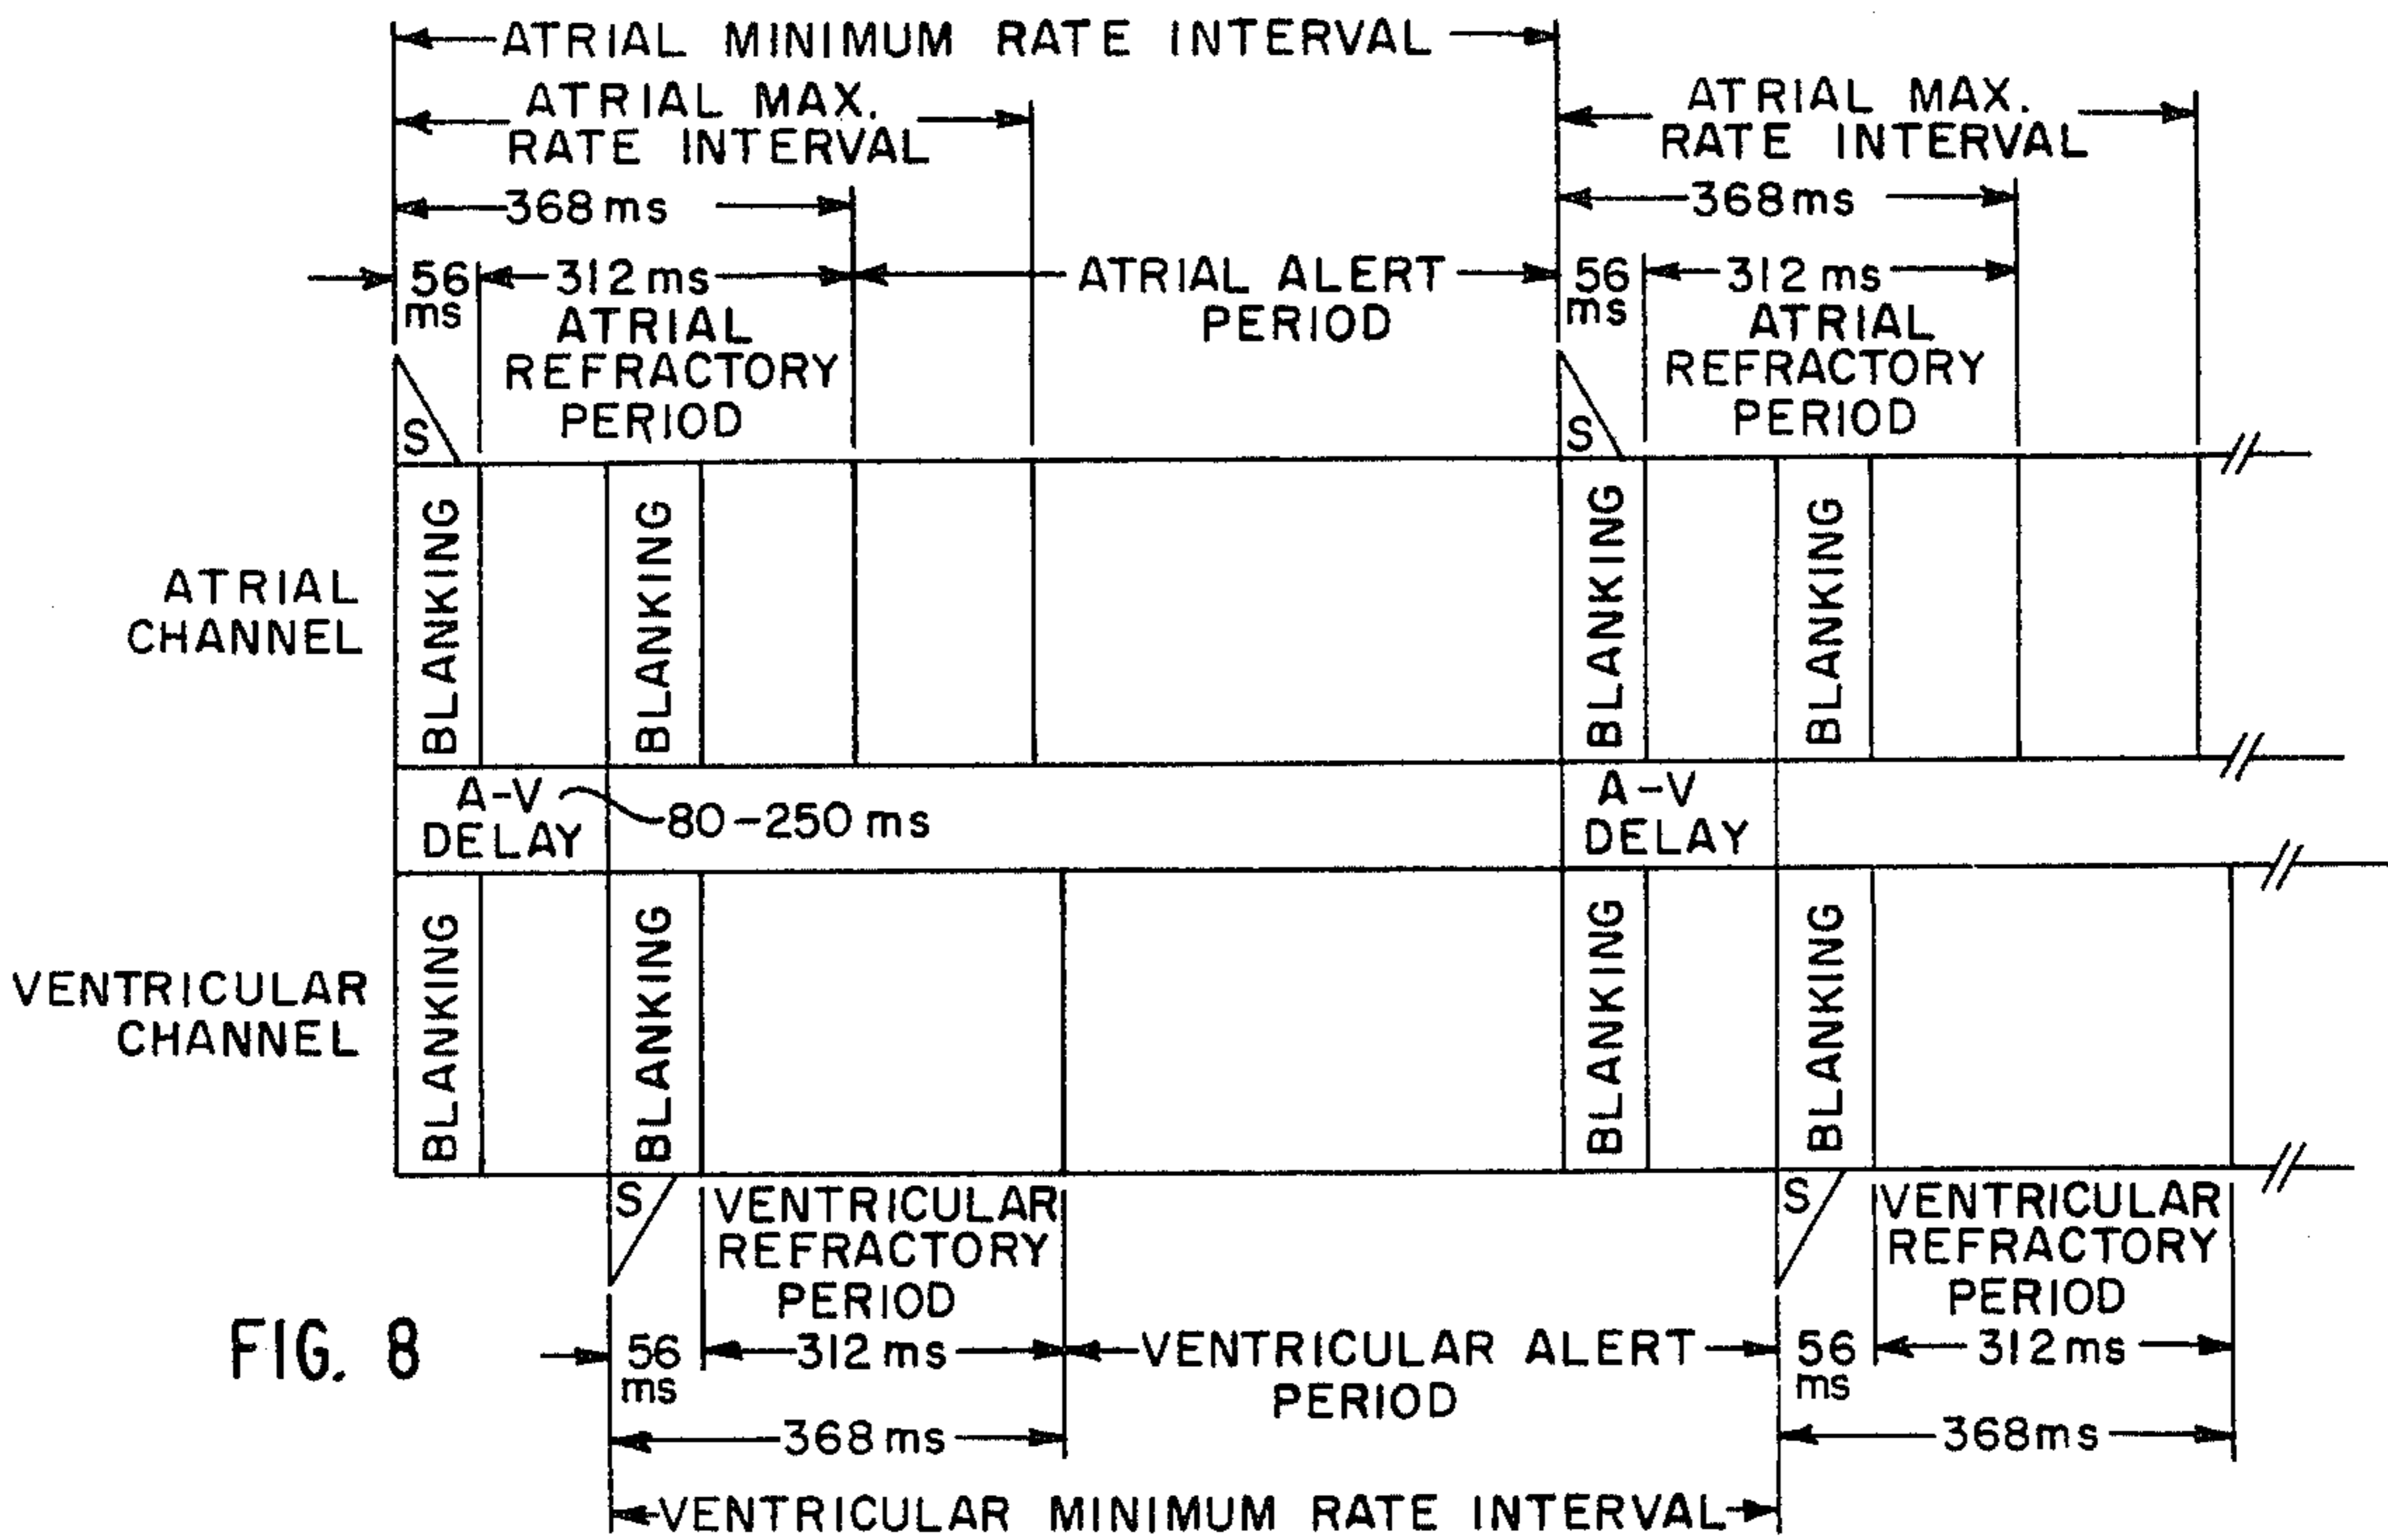 ATRIAL MINIMUM RATE INTERVAL
ATRIAL MAX.
RATE INTERVAL
ATRIAL MAX.
RATE INTERVAL
368 ms
368 ms
56
ms
312 ms
ATRIAL
REFRACTORY
PERIOD
ATRIAL ALERT
PERIOD
56
ms
312 ms
ATRIAL
REFRACTORY
PERIOD
S
S
ATRIAL
CHANNEL
BLANKING
BLANKING
BLANKING
BLANKING
A-V
DELAY
80-250 ms
A-V
DELAY
VENTRICULAR
CHANNEL
BLANKING
BLANKING
BLANKING
BLANKING
S
VENTRICULAR
REFRACTORY
PERIOD
S
VENTRICULAR
REFRACTORY
PERIOD
FIG. 8
56
ms
312 ms
VENTRICULAR ALERT
PERIOD
56
ms
312 ms
368 ms
368 ms
VENTRICULAR MINIMUM RATE INTERVAL